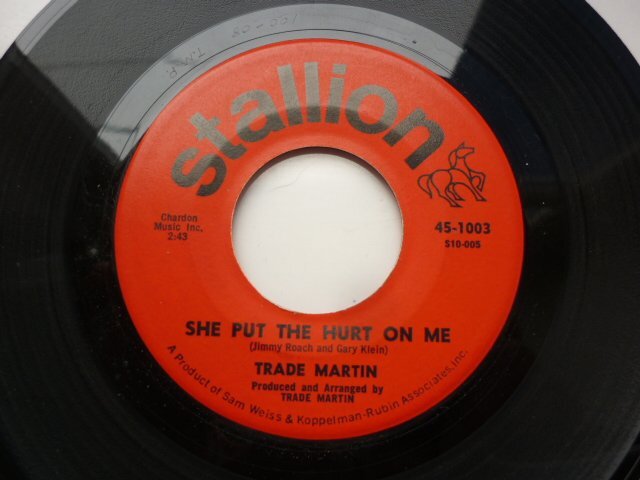 stallion
Chardon
Music Inc.
2:43
45-1003
S10-005
SHE PUT THE HURT ON ME
(Jimmy Roach and Gary Klein)
TRADE MARTIN
Produced and Arranged by
TRADE MARTIN
A Product of Sam Weiss & Koppelman-Rubin Associates, Inc.